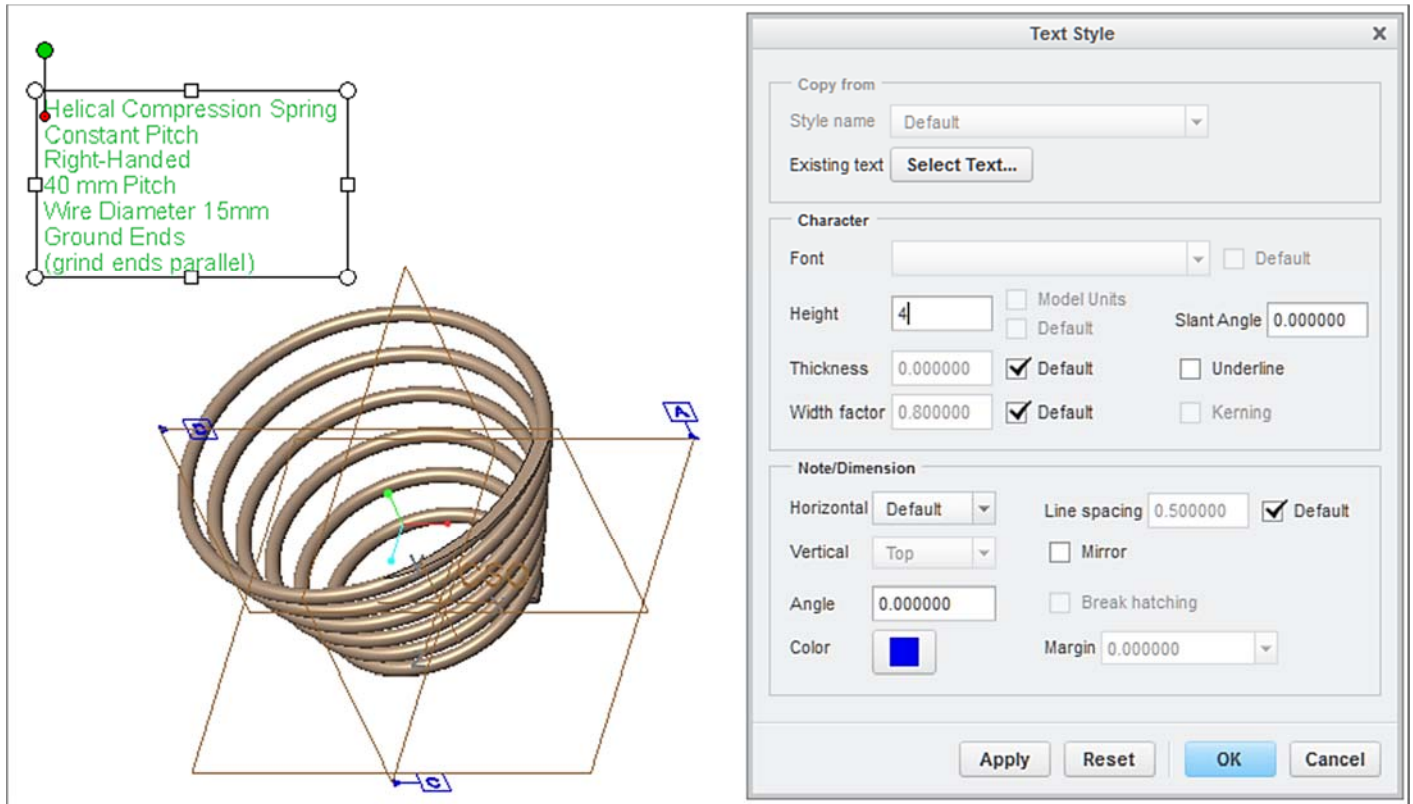 Helical Compression Spring
Constant Pitch
Right-Handed
40 mm Pitch
Wire Diameter 15mm
Ground Ends
(grind ends parallel)
A
C
Text Style
Copy from
Style name Default
Existing text Select Text...
Character
Font Default
Height 4 Model Units
Default Slant Angle 0.000000
Thickness 0.000000 Default Underline
Width factor 0.800000 Default Kerning
Note/Dimension
Horizontal Default Line spacing 0.500000 Default
Vertical Top Mirror
Angle 0.000000 Break hatching
Color Margin 0.000000
Apply Reset OK Cancel